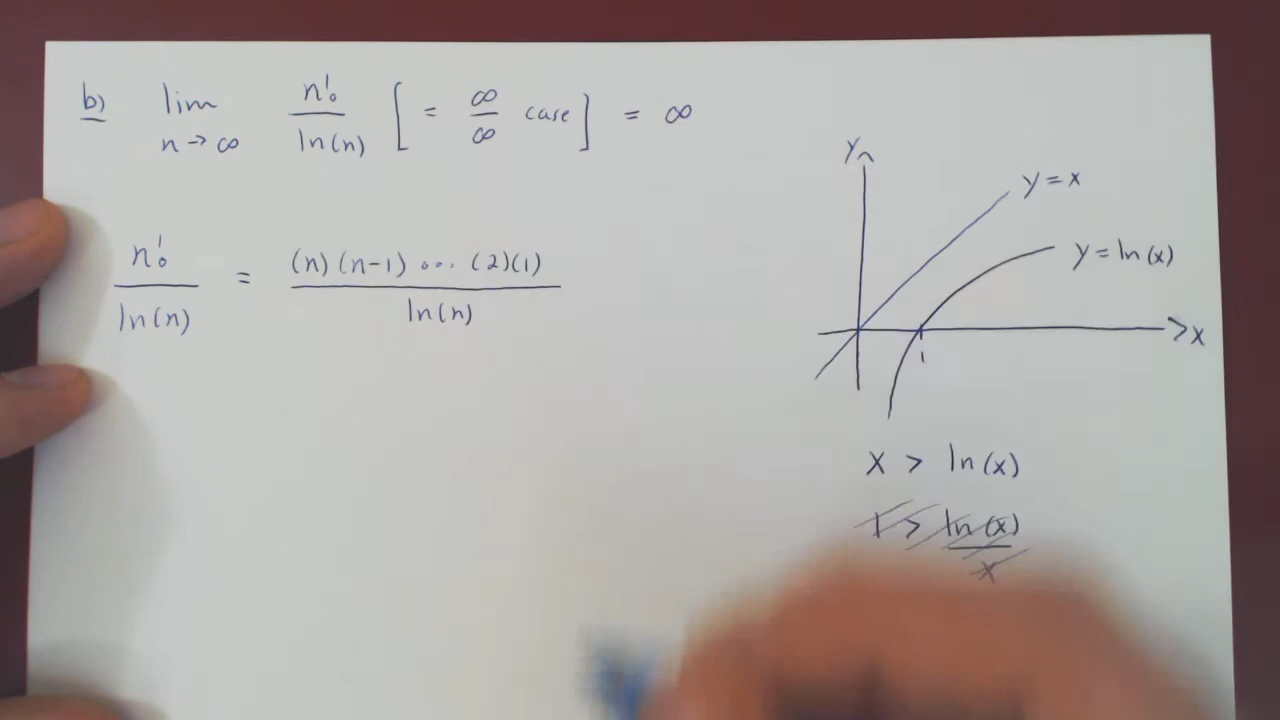 b) lim n→∞ n! / ln(n) [ = ∞/∞ case ] = ∞
n! / ln(n) = (n)(n-1) ... (2)(1) / ln(n)
y
y = x
y = ln(x)
x
1
x > ln(x)
1 > ln(x) / x